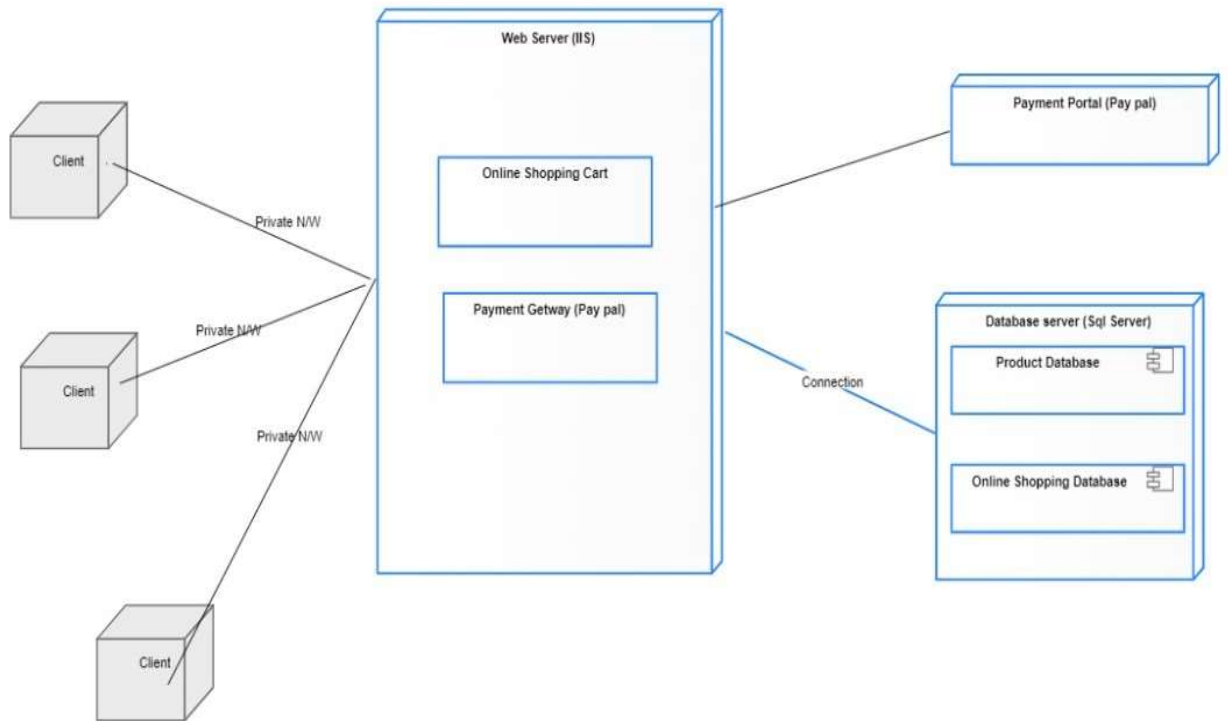 Web Server (IIS)
Payment Portal (Pay pal)
Client
Online Shopping Cart
Private N/W
Payment Getway (Pay pal)
Database server (Sql Server)
Private N/W
Product Database
Client
Connection
Private N/W
Online Shopping Database
Client